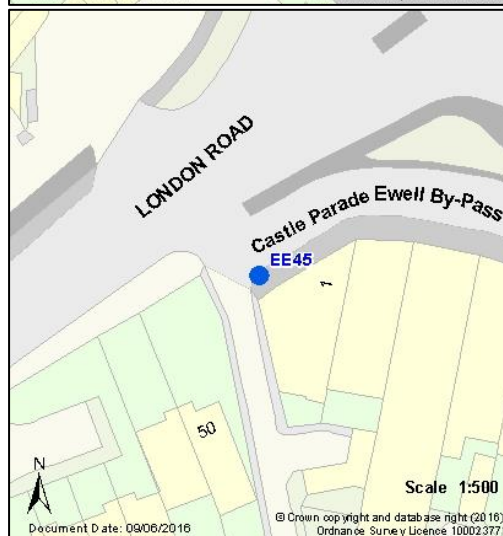 LONDON ROAD
Castle Parade Ewell By-Pass
EE45
1
50
N
Scale 1:500
Document Date: 09/06/2016
© Crown copyright and database right (2016)
Ordnance Survey Licence 10002377